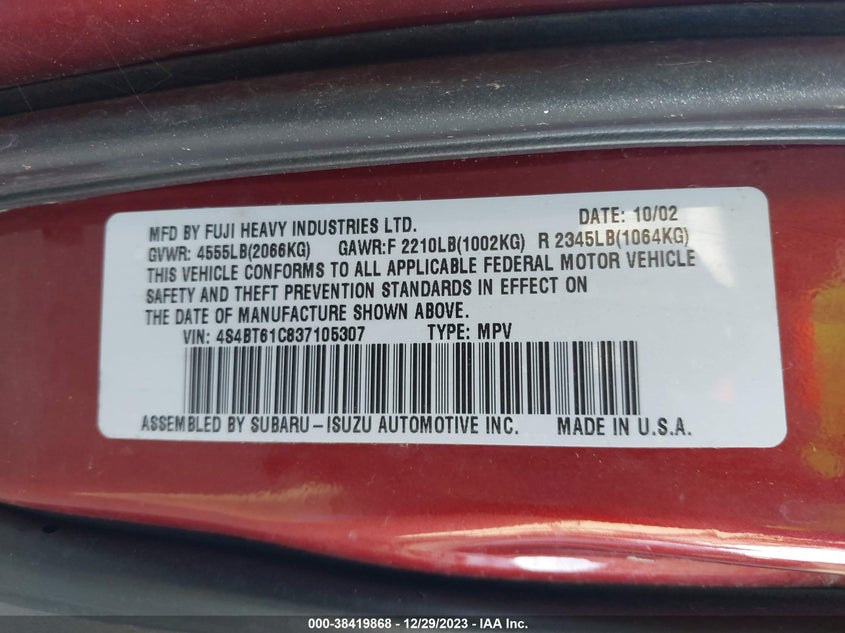 MFD BY FUJI HEAVY INDUSTRIES LTD. DATE: 10/02
GVWR: 4555LB(2066KG) GAWR:F 2210LB(1002KG) R 2345LB(1064KG)
THIS VEHICLE CONFORMS TO ALL APPLICABLE FEDERAL MOTOR VEHICLE
SAFETY AND THEFT PREVENTION STANDARDS IN EFFECT ON
THE DATE OF MANUFACTURE SHOWN ABOVE.
VIN: 4S4BT61C837105307 TYPE: MPV
ASSEMBLED BY SUBARU-ISUZU AUTOMOTIVE INC. MADE IN U.S.A.
000-38419868 - 12/29/2023 - IAA Inc.